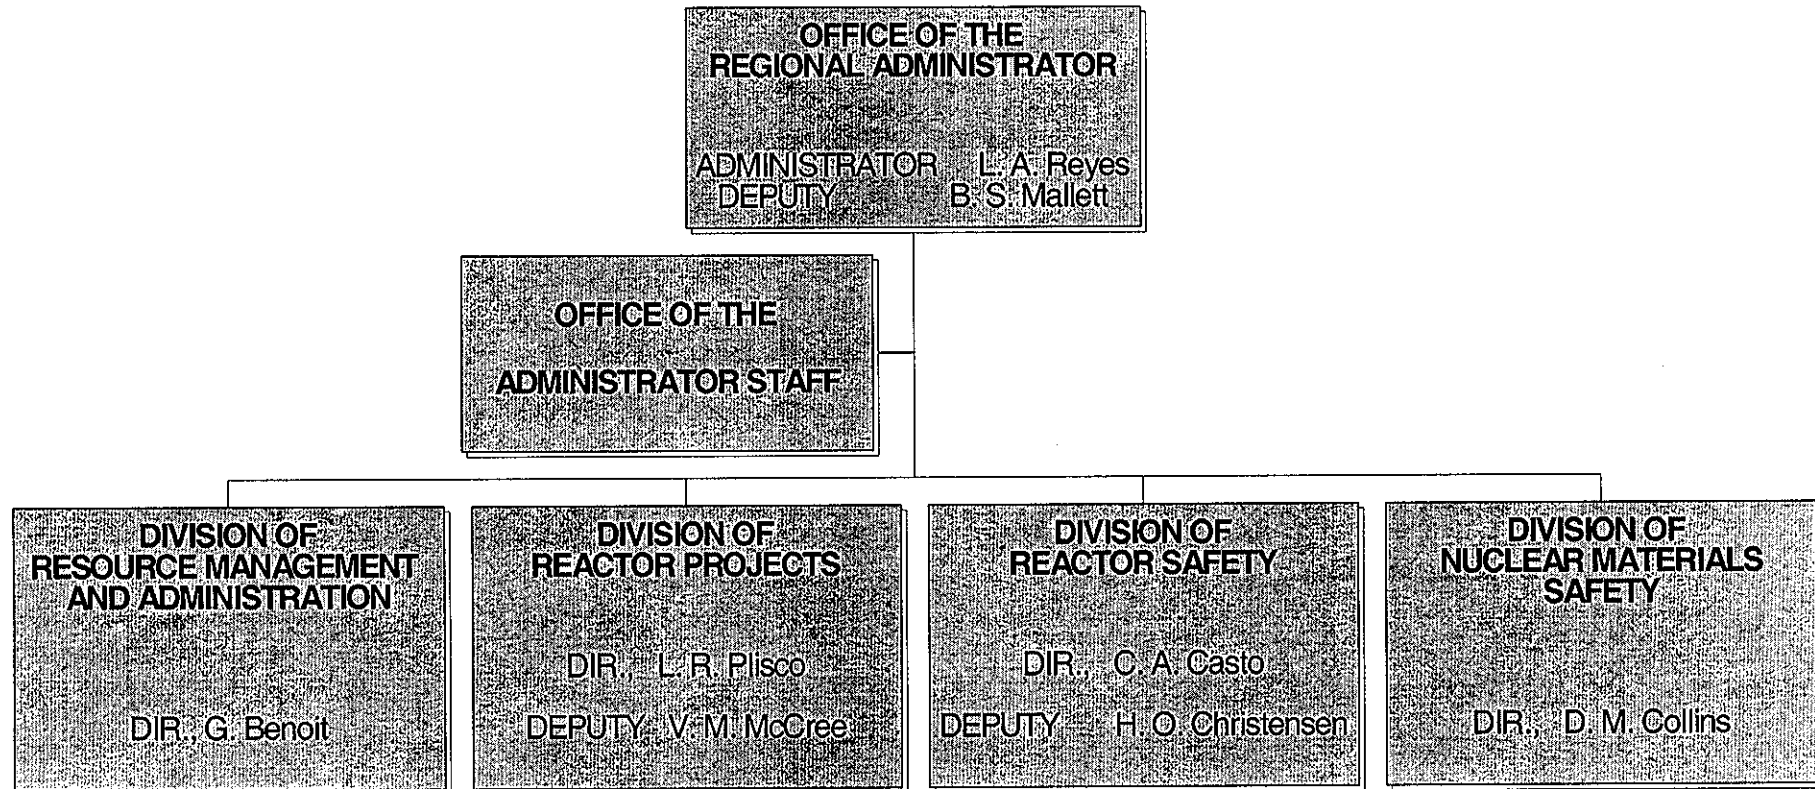 OFFICE OF THE
REGIONAL ADMINISTRATOR
ADMINISTRATOR L. A. Reyes
DEPUTY B. S. Mallett
OFFICE OF THE
ADMINISTRATOR STAFF
DIVISION OF
RESOURCE MANAGEMENT
AND ADMINISTRATION
DIR., G. Benoit
DIVISION OF
REACTOR PROJECTS
DIR., L. R. Plisco
DEPUTY V. M. McCree
DIVISION OF
REACTOR SAFETY
DIR., C. A. Casto
DEPUTY H. O. Christensen
DIVISION OF
NUCLEAR MATERIALS
SAFETY
DIR., D. M. Collins